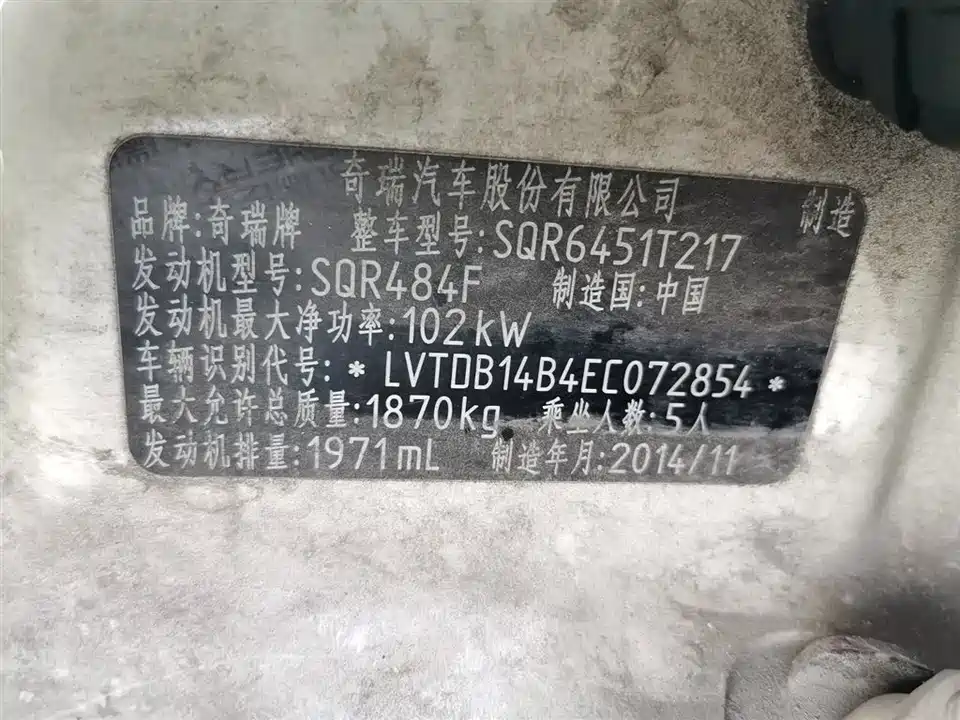 奇瑞汽车股份有限公司 制造
品牌:奇瑞牌 整车型号:SQR6451T217
发动机型号:SQR484F 制造国:中国
发动机最大净功率:102kW
车辆识别代号:*LVTDB14B4EC072854*
最大允许总质量:1870kg 乘坐人数:5人
发动机排量:1971mL 制造年月:2014/11